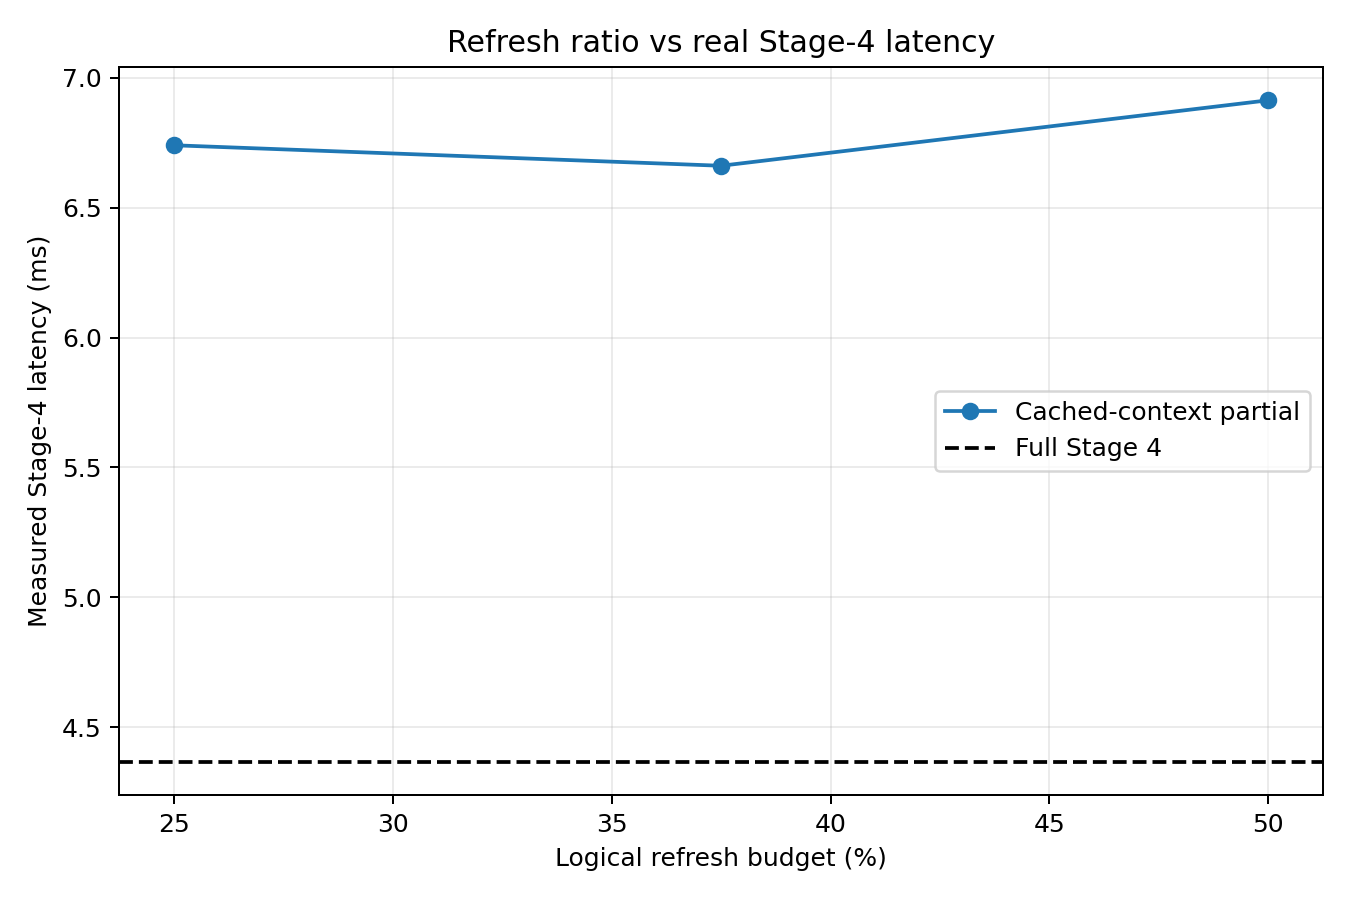 Refresh ratio vs real Stage-4 latency
Measured Stage-4 latency (ms)
7.0
6.5
6.0
5.5
5.0
4.5
Cached-context partial
Full Stage 4
25 30 35 40 45 50
Logical refresh budget (%)